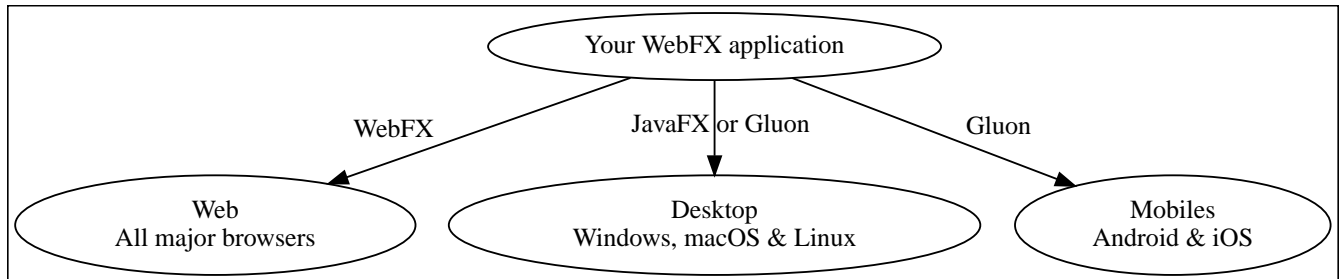 Your WebFX application
WebFX
JavaFX or Gluon
Gluon
Web
All major browsers
Desktop
Windows, macOS & Linux
Mobiles
Android & iOS